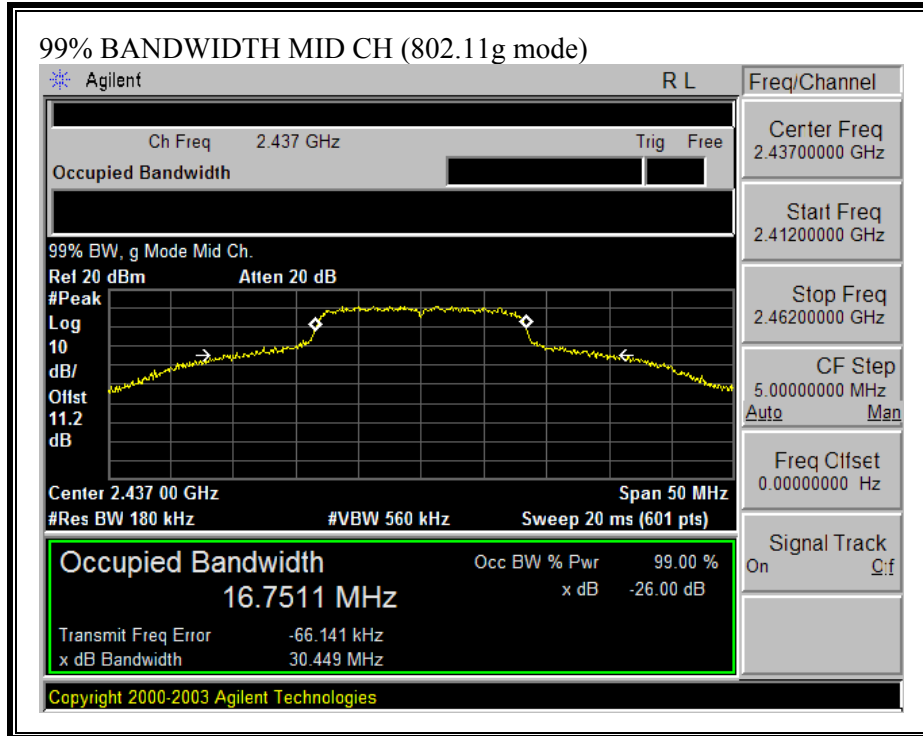 99% BANDWIDTH MID CH (802.11g mode)
Agilent R L Freq/Channel
Ch Freq 2.437 GHz Trig Free
Occupied Bandwidth
Center Freq
2.43700000 GHz
Start Freq
2.41200000 GHz
Stop Freq
2.46200000 GHz
CF Step
5.00000000 MHz
Auto Man
Freq Offset
0.00000000 Hz
Signal Track
On Off
99% BW, g Mode Mid Ch.
Ref 20 dBm Atten 20 dB
#Peak
Log
10
dB/
Offst
11.2
dB
Center 2.437 00 GHz Span 50 MHz
#Res BW 180 kHz #VBW 560 kHz Sweep 20 ms (601 pts)
Occupied Bandwidth
16.7511 MHz
Occ BW % Pwr 99.00 %
x dB -26.00 dB
Transmit Freq Error -66.141 kHz
x dB Bandwidth 30.449 MHz
Copyright 2000-2003 Agilent Technologies